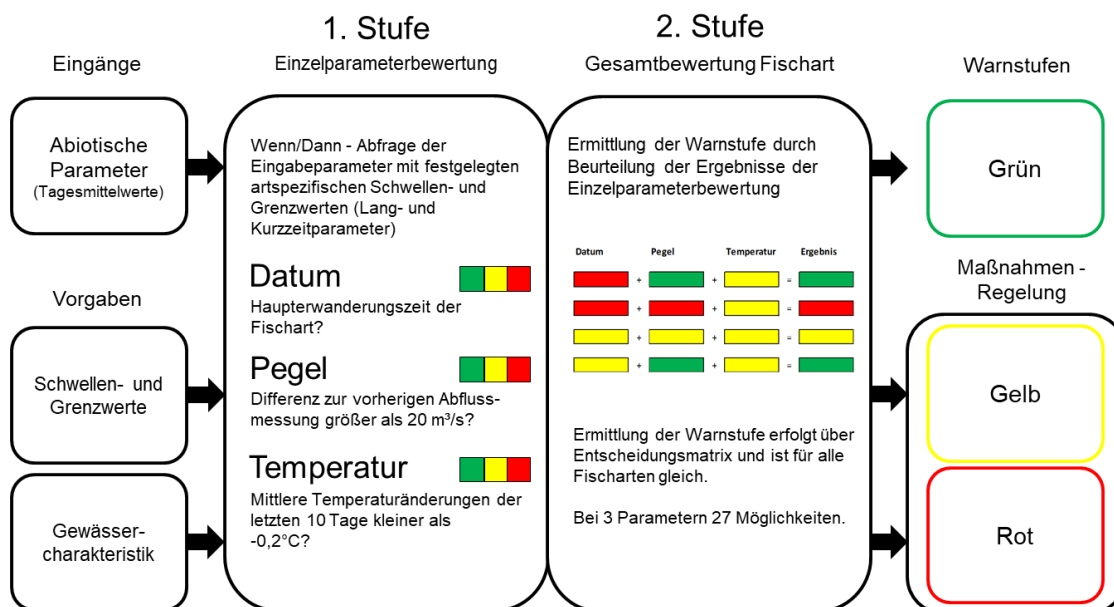 1. Stufe
2. Stufe
Eingänge
Einzelparameterbewertung
Gesamtbewertung Fischart
Warnstufen
Abiotische
Parameter
(Tagesmittelwerte)
Vorgaben
Schwellen- und
Grenzwerte
Gewässer-
charakteristik
Wenn/Dann - Abfrage der
Eingabeparameter mit festgelegten
artspezifischen Schwellen- und
Grenzwerten (Lang- und
Kurzzeitparameter)
Datum
Haupterwanderungszeit der
Fischart?
Pegel
Differenz zur vorherigen Abfluss-
messung größer als 20 m³/s?
Temperatur
Mittlere Temperaturänderungen der
letzten 10 Tage kleiner als
-0,2°C?
Ermittlung der Warnstufe durch
Beurteilung der Ergebnisse der
Einzelparameterbewertung
Datum Pegel Temperatur Ergebnis
+ + =
+ + =
+ + =
+ + =
Ermittlung der Warnstufe erfolgt über
Entscheidungsmatrix und ist für alle
Fischarten gleich.
Bei 3 Parametern 27 Möglichkeiten.
Grün
Maßnahmen -
Regelung
Gelb
Rot